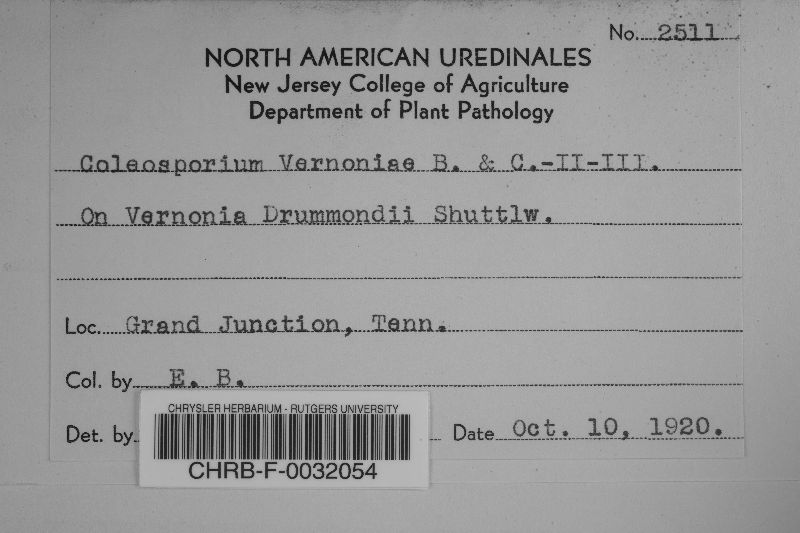 No. 2511
NORTH AMERICAN UREDINALES
New Jersey College of Agriculture
Department of Plant Pathology
Coleosporium Vernoniae B. & C.-II-III.
On Vernonia Drummondii Shuttlw.
Loc. Grand Junction, Tenn.
Col. by E. B.
Det. by
Date Oct. 10, 1920.
CHRYSLER HERBARIUM - RUTGERS UNIVERSITY
CHRB-F-0032054